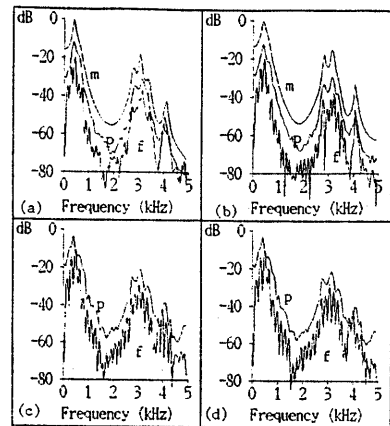 dB 0 dB 0
-20 -20
m m
-40 -40
-60 p f -60 p f
-80 -80
0 1 2 3 4 5 0 1 2 3 4 5
(a) Frequency (kHz) (b) Frequency (kHz)
dB 0 dB 0
-20 -20
-40 p -40 p
-60 f -60 f
-80 -80
0 1 2 3 4 5 0 1 2 3 4 5
(c) Frequency (kHz) (d) Frequency (kHz)